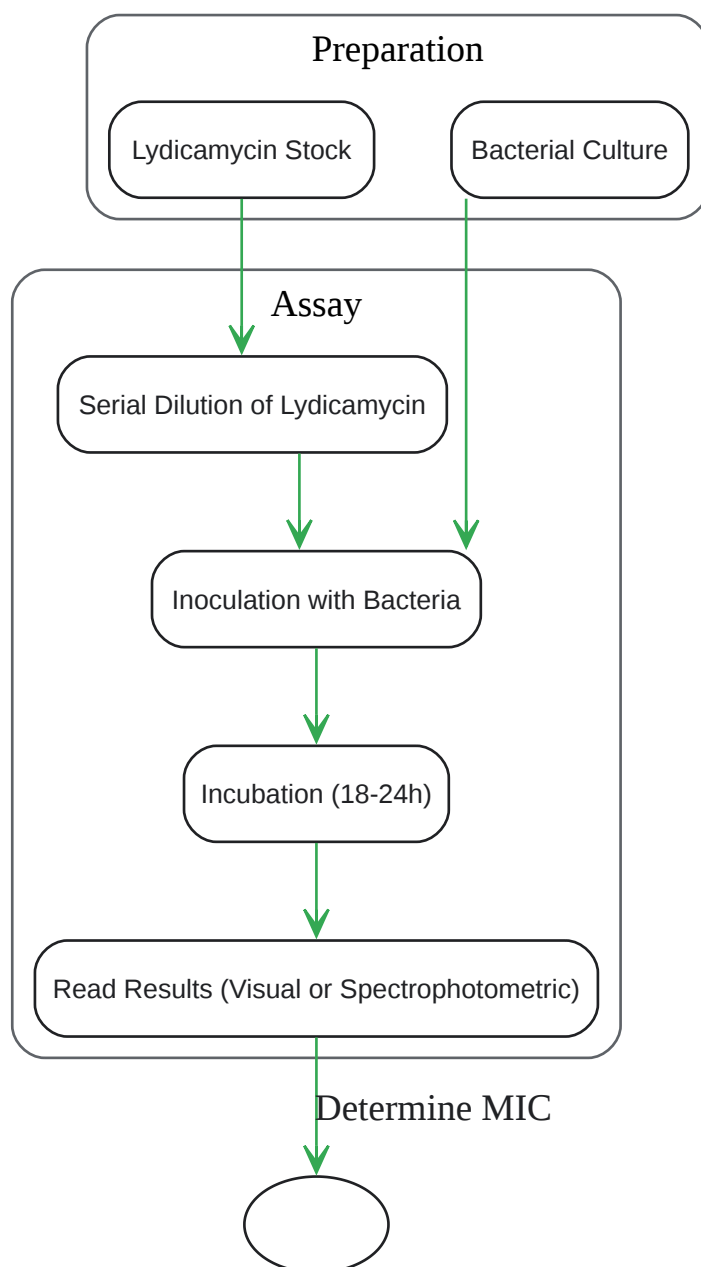 Preparation
Lydicamycin Stock
Bacterial Culture
Assay
Serial Dilution of Lydicamycin
Inoculation with Bacteria
Incubation (18-24h)
Read Results (Visual or Spectrophotometric)
Determine MIC